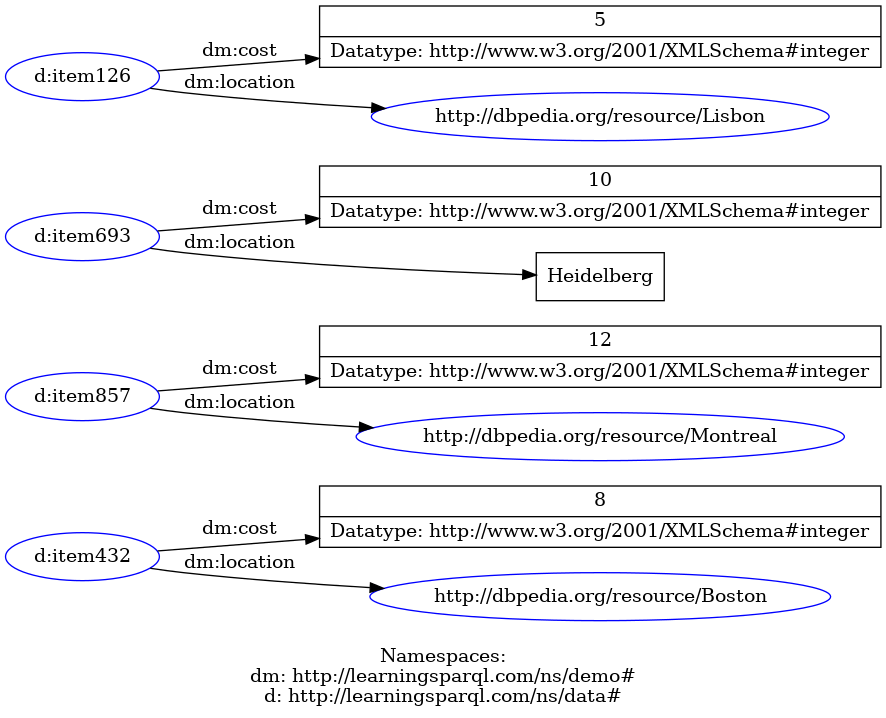 d:item126
dm:cost
5
Datatype: http://www.w3.org/2001/XMLSchema#integer
dm:location
http://dbpedia.org/resource/Lisbon
d:item693
dm:cost
10
Datatype: http://www.w3.org/2001/XMLSchema#integer
dm:location
Heidelberg
d:item857
dm:cost
12
Datatype: http://www.w3.org/2001/XMLSchema#integer
dm:location
http://dbpedia.org/resource/Montreal
d:item432
dm:cost
8
Datatype: http://www.w3.org/2001/XMLSchema#integer
dm:location
http://dbpedia.org/resource/Boston
Namespaces:
dm: http://learningsparql.com/ns/demo#
d: http://learningsparql.com/ns/data#